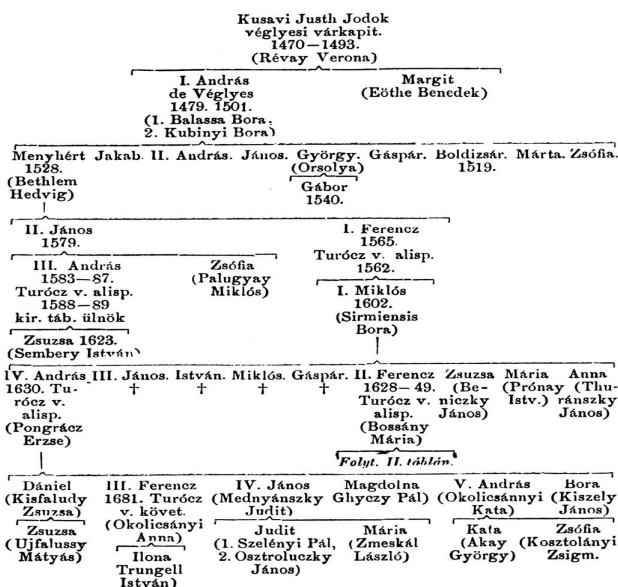 Kusavi Justh Jodok
véglyesi várkapit.
1470—1493.
(Révay Verona)
I. András Margit
de Véglyes (Eöthe Benedek)
1479. 1501.
(1. Balassa Bora,
2. Kubinyi Bora)
Menyhért Jakab. II. András. János. György. Gáspár. Boldizsár. Márta. Zsófia.
1528. (Orsolya) 1519.
(Bethlem Gábor
Hedvig) 1540.
II. János I. Ferencz
1579. 1565.
Turócz v. alisp.
1562.
III. András Zsófia
1583—87. (Palugyay
Turócz v. alisp. Miklós)
1588—89
kir. táb. ülnök
I. Miklós
1602.
(Sirmiensis
Bora)
Zsuzsa 1623.
(Sembery István)
IV. András III. János. István. Miklós. Gáspár. II. Ferencz Zsuzsa Mária Anna
1630. Tu- † † † † 1628—49. (Be- (Prónay (Thu-
rócz v. Turócz v. niczky Istv.) ránszky
alisp. alisp. János) János)
(Pongrácz (Bossány
Erzse) Mária)
Folyt. II. táblán.
Dániel III. Ferencz IV. János Magdolna V. András Bora
(Kisfaludy 1681. Turócz (Mednyánszky Ghyczy Pál) (Okolicsánnyi (Kiszely
Zsuzsa) v. követ. Judit) Kata) János)
(Okolicsányi
Anna)
Zsuzsa Judit Mária Kata Zsófia
(Ujfalussy (1. Szelényi Pál, (Zmeskál (Akay (Kosztolányi
Mátyás) 2. Osztroluczky László) György) Zsigm.
János)
Ilona
Trungell
István)